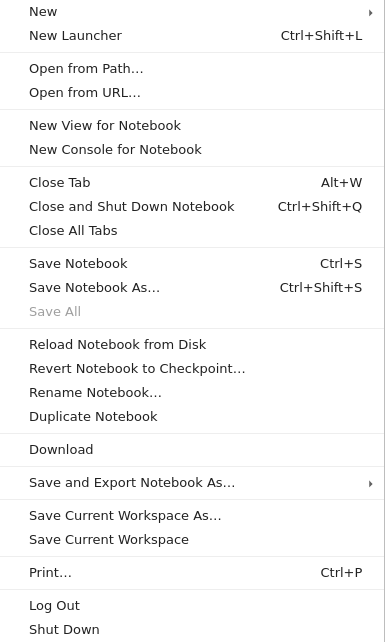 New
New Launcher Ctrl+Shift+L
Open from Path…
Open from URL…
New View for Notebook
New Console for Notebook
Close Tab Alt+W
Close and Shut Down Notebook Ctrl+Shift+Q
Close All Tabs
Save Notebook Ctrl+S
Save Notebook As… Ctrl+Shift+S
Save All
Reload Notebook from Disk
Revert Notebook to Checkpoint…
Rename Notebook…
Duplicate Notebook
Download
Save and Export Notebook As…
Save Current Workspace As…
Save Current Workspace
Print… Ctrl+P
Log Out
Shut Down